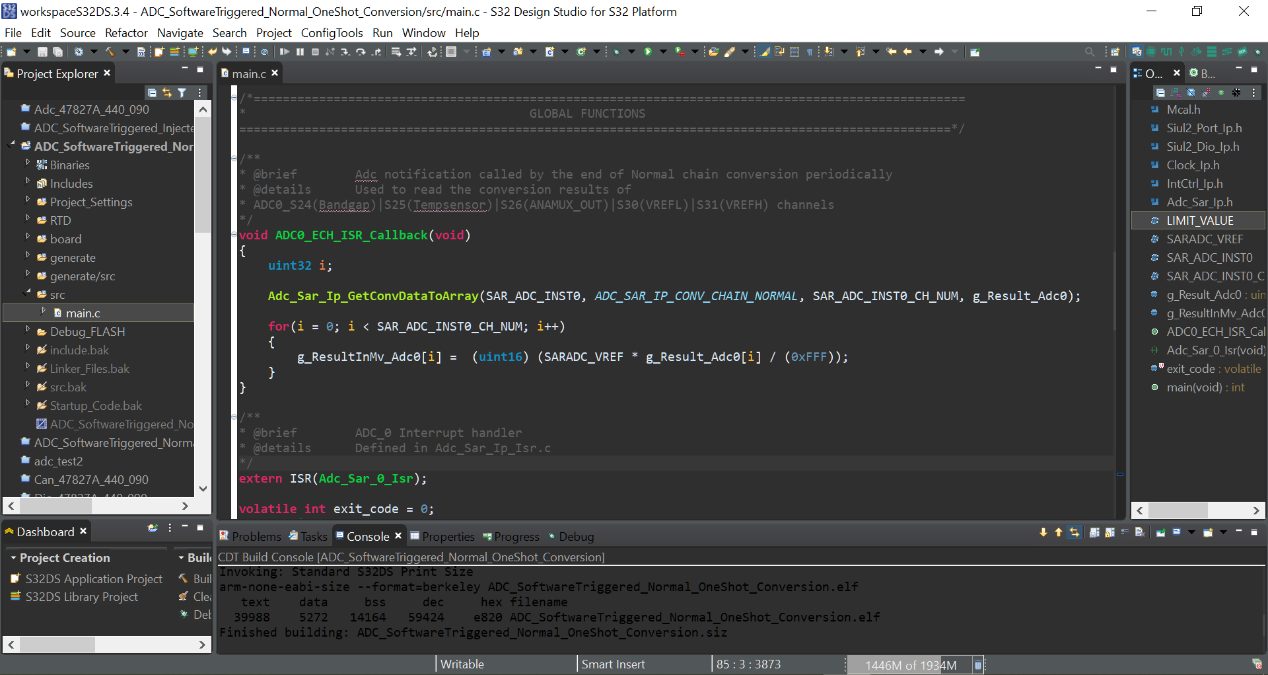 workspaceS32DS.3.4 - ADC_SoftwareTriggered_Normal_OneShot_Conversion/src/main.c - S32 Design Studio for S32 Platform
File Edit Source Refactor Navigate Search Project ConfigTools Run Window Help
Project Explorer
Adc_47827A_440_090
ADC_SoftwareTriggered_Injecte
ADC_SoftwareTriggered_Nor
Binaries
Includes
Project_Settings
RTD
board
generate
generate/src
src
main.c
Debug_FLASH
include.bak
Linker_Files.bak
src.bak
Startup_Code.bak
ADC_SoftwareTriggered_No
ADC_SoftwareTriggered_Norm
adc_test2
Can_47827A_440_090
main.c
/*==================================================================================================
* GLOBAL FUNCTIONS
==================================================================================================*/
/**
* @brief Adc notification called by the end of Normal chain conversion periodically
* @details Used to read the conversion results of
* ADC0_S24(Bandgap)|S25(Tempsensor)|S26(ANAMUX_OUT)|S30(VREFL)|S31(VREFH) channels
*/
void ADC0_ECH_ISR_Callback(void)
{
uint32 i;
Adc_Sar_Ip_GetConvDataToArray(SAR_ADC_INST0, ADC_SAR_IP_CONV_CHAIN_NORMAL, SAR_ADC_INST0_CH_NUM, g_Result_Adc0);
for(i = 0; i < SAR_ADC_INST0_CH_NUM; i++)
{
g_ResultInMv_Adc0[i] = (uint16) (SARADC_VREF * g_Result_Adc0[i] / (0xFFF));
}
}
/**
* @brief ADC_0 Interrupt handler
* @details Defined in Adc_Sar_Ip_Isr.c
*/
extern ISR(Adc_Sar_0_Isr);
volatile int exit_code = 0;
O...
B...
Mcal.h
Siul2_Port_Ip.h
Siul2_Dio_Ip.h
Clock_Ip.h
IntCtrl_Ip.h
Adc_Sar_Ip.h
LIMIT_VALUE
SARADC_VREF
SAR_ADC_INST0
SAR_ADC_INST0_C
g_Result_Adc0 : uin
g_ResultInMv_Adc0
ADC0_ECH_ISR_Cal
Adc_Sar_0_Isr(void)
exit_code : volatile
main(void) : int
Dashboard
Project Creation
S32DS Application Project
S32DS Library Project
Build
Buil
Clea
Deb
Problems Tasks Console Properties Progress Debug
CDT Build Console [ADC_SoftwareTriggered_Normal_OneShot_Conversion]
Invoking: Standard S32DS Print Size
arm-none-eabi-size --format=berkeley ADC_SoftwareTriggered_Normal_OneShot_Conversion.elf
text data bss dec hex filename
39988 5272 14164 59424 e820 ADC_SoftwareTriggered_Normal_OneShot_Conversion.elf
Finished building: ADC_SoftwareTriggered_Normal_OneShot_Conversion.siz
Writable
Smart Insert
85 : 3 : 3873
1446M of 1934M